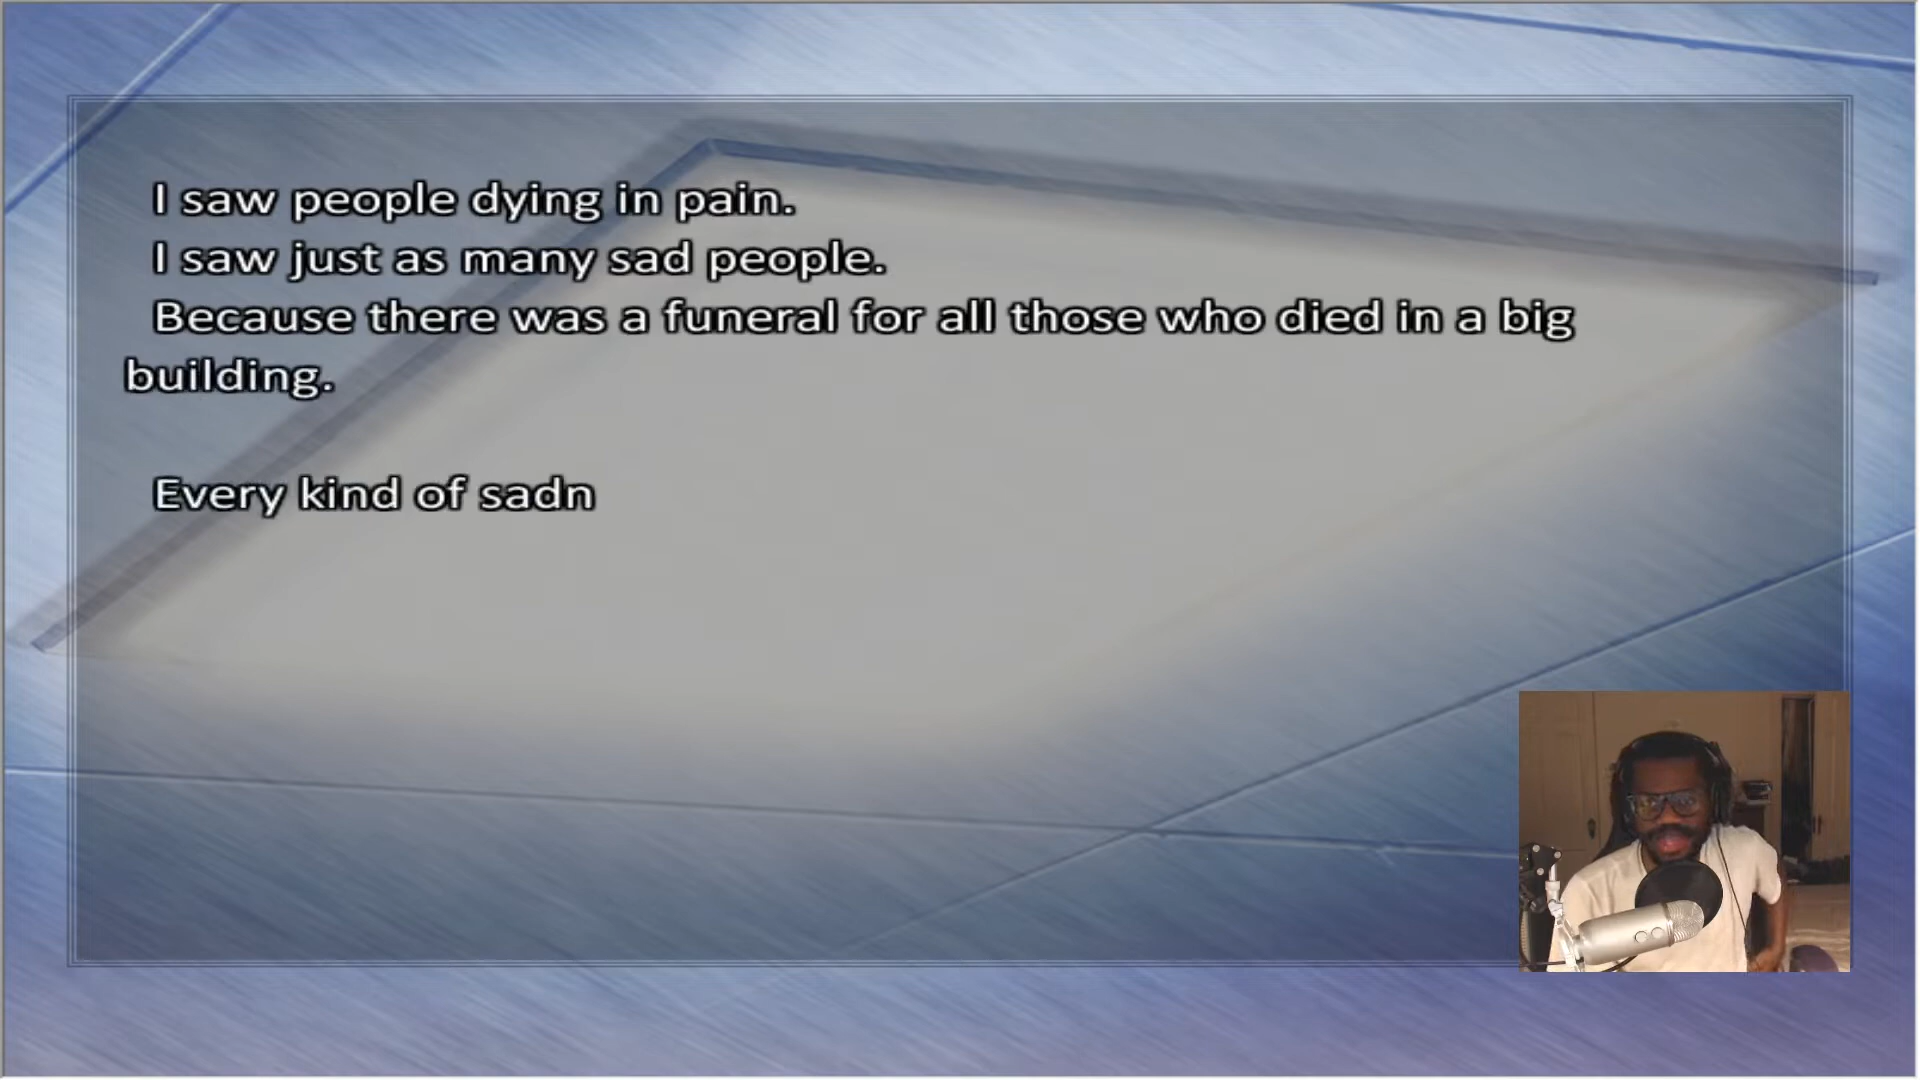 I saw people dying in pain.
I saw just as many sad people.
Because there was a funeral for all those who died in a big
building.
Every kind of sadn